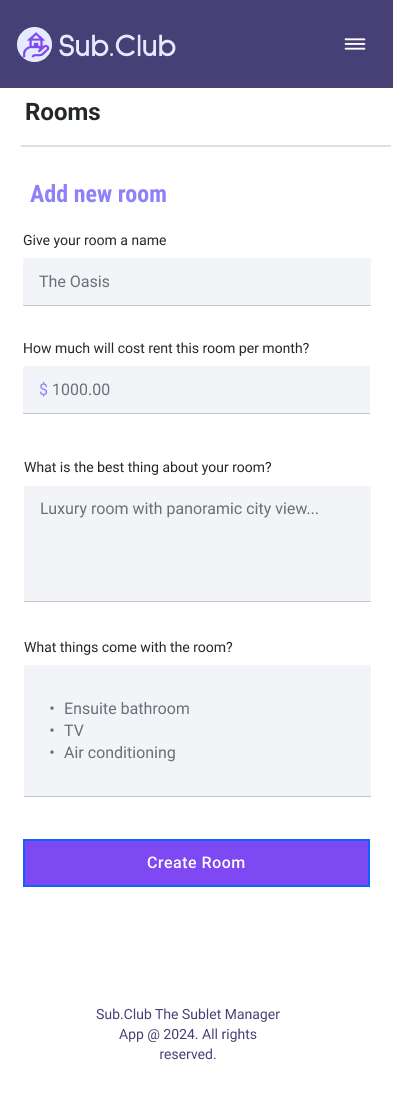 Sub.Club
Rooms
Add new room
Give your room a name
The Oasis
How much will cost rent this room per month?
$ 1000.00
What is the best thing about your room?
Luxury room with panoramic city view...
What things come with the room?
• Ensuite bathroom
• TV
• Air conditioning
Create Room
Sub.Club The Sublet Manager
App @ 2024. All rights
reserved.